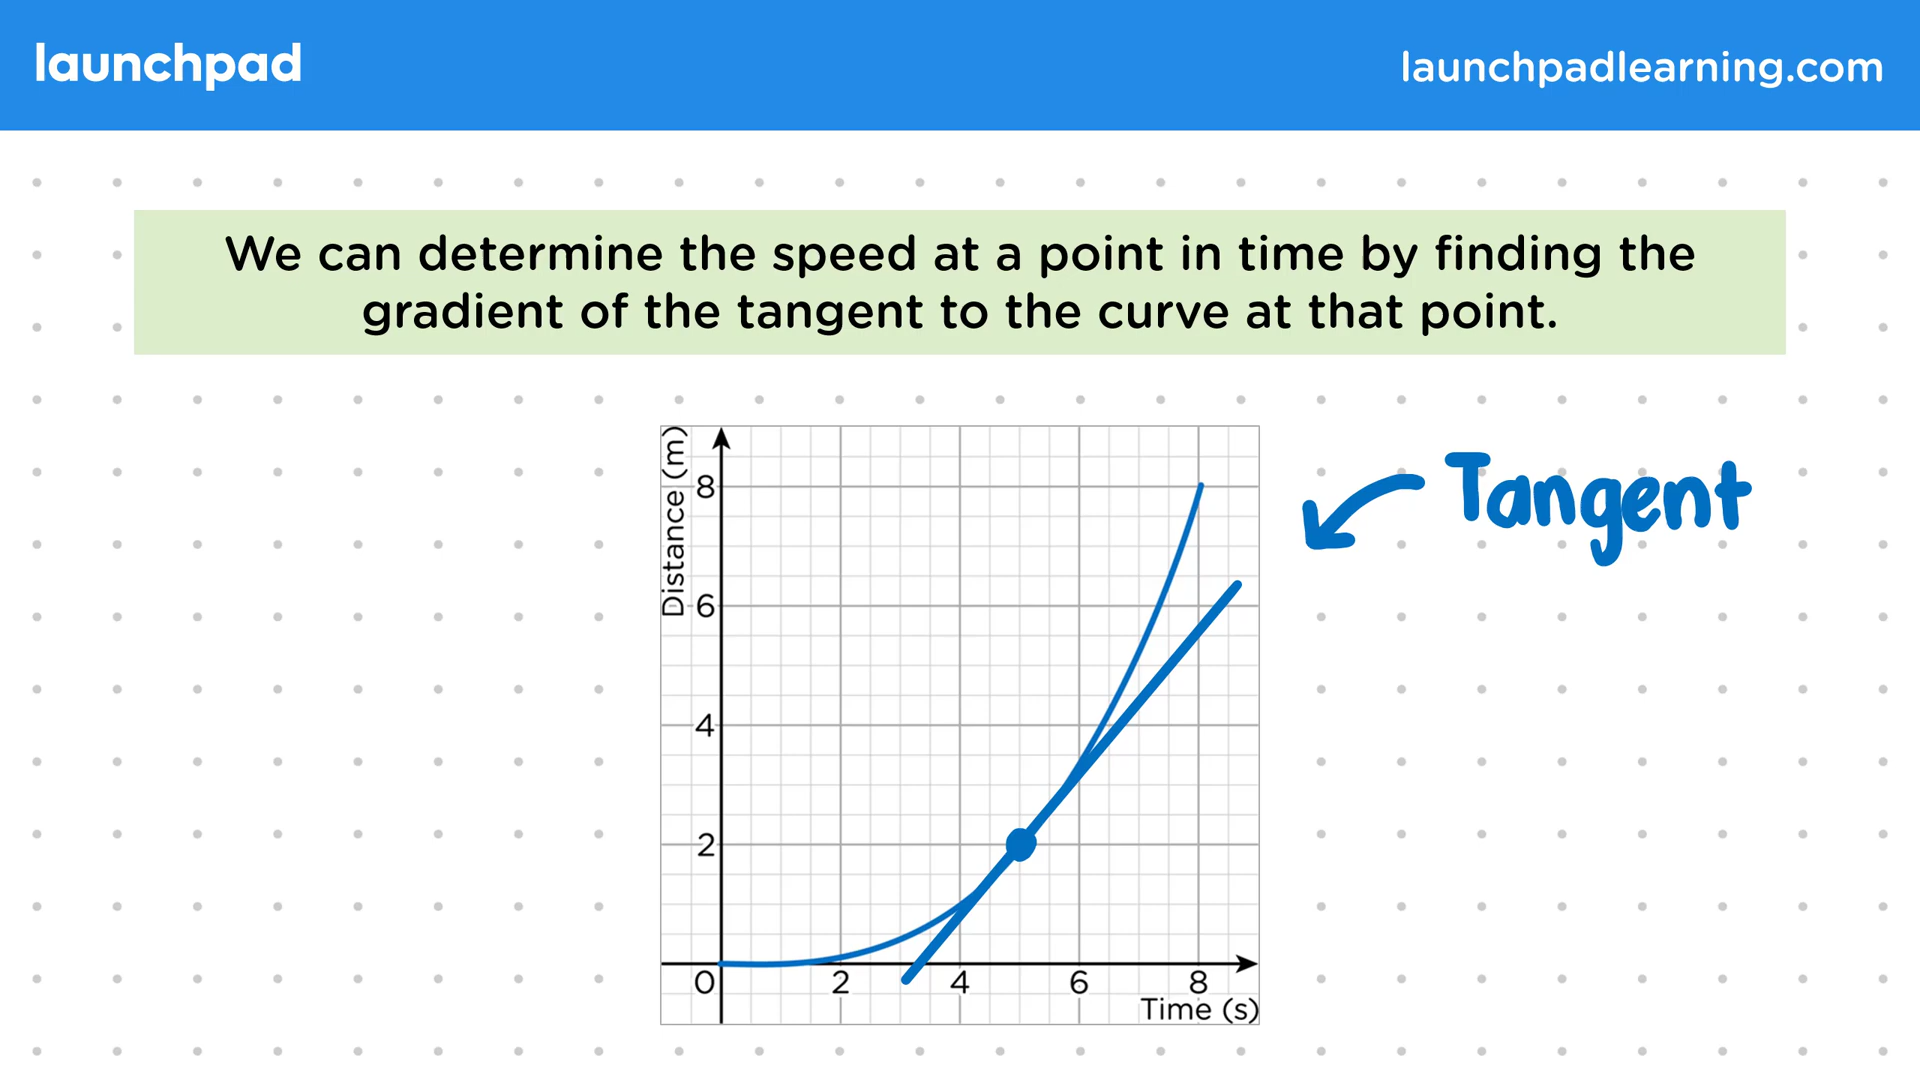 launchpad
launchpadlearning.com
We can determine the speed at a point in time by finding the
gradient of the tangent to the curve at that point.
Tangent
Distance (m)
8
6
4
2
0 2 4 6 8
Time (s)